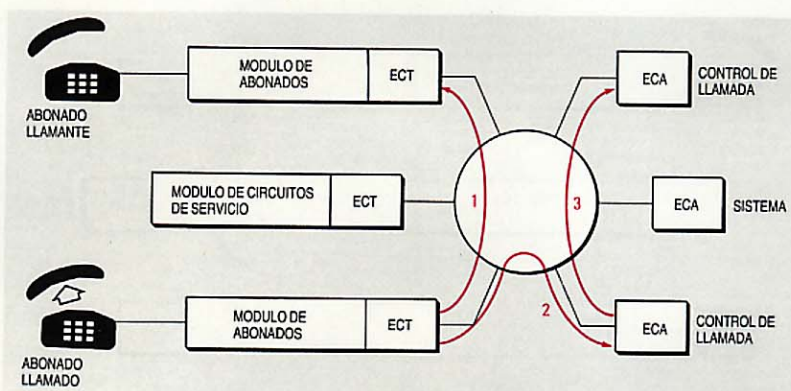 MODULO DE
ABONADOS
ECT
ECA
CONTROL DE
LLAMADA
ABONADO
LLAMANTE
1
3
MODULO DE CIRCUITOS
DE SERVICIO
ECT
ECA
SISTEMA
MODULO DE
ABONADOS
ECT
2
ECA
CONTROL DE
LLAMADA
ABONADO
LLAMADO